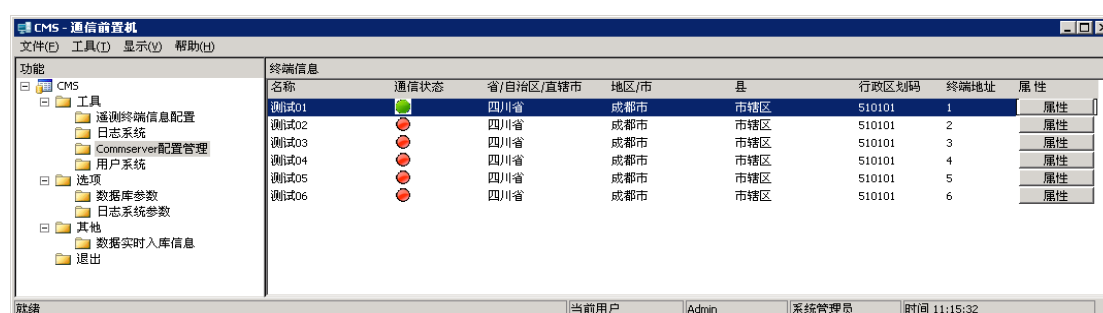 CMS - 通信前置机
文件(F) 工具(T) 显示(V) 帮助(H)
功能
CMS
工具
遥测终端信息配置
日志系统
Commserver配置管理
用户系统
选项
数据库参数
日志系统参数
其他
数据实时入库信息
退出
终端信息
名称 通信状态 省/自治区/直辖市 地区/市 县 行政区划码 终端地址 属性
测试01 四川省 成都市 市辖区 510101 1 属性
测试02 四川省 成都市 市辖区 510101 2 属性
测试03 四川省 成都市 市辖区 510101 3 属性
测试04 四川省 成都市 市辖区 510101 4 属性
测试05 四川省 成都市 市辖区 510101 5 属性
测试06 四川省 成都市 市辖区 510101 6 属性
就绪 当前用户 Admin 系统管理员 时间 11:15:32